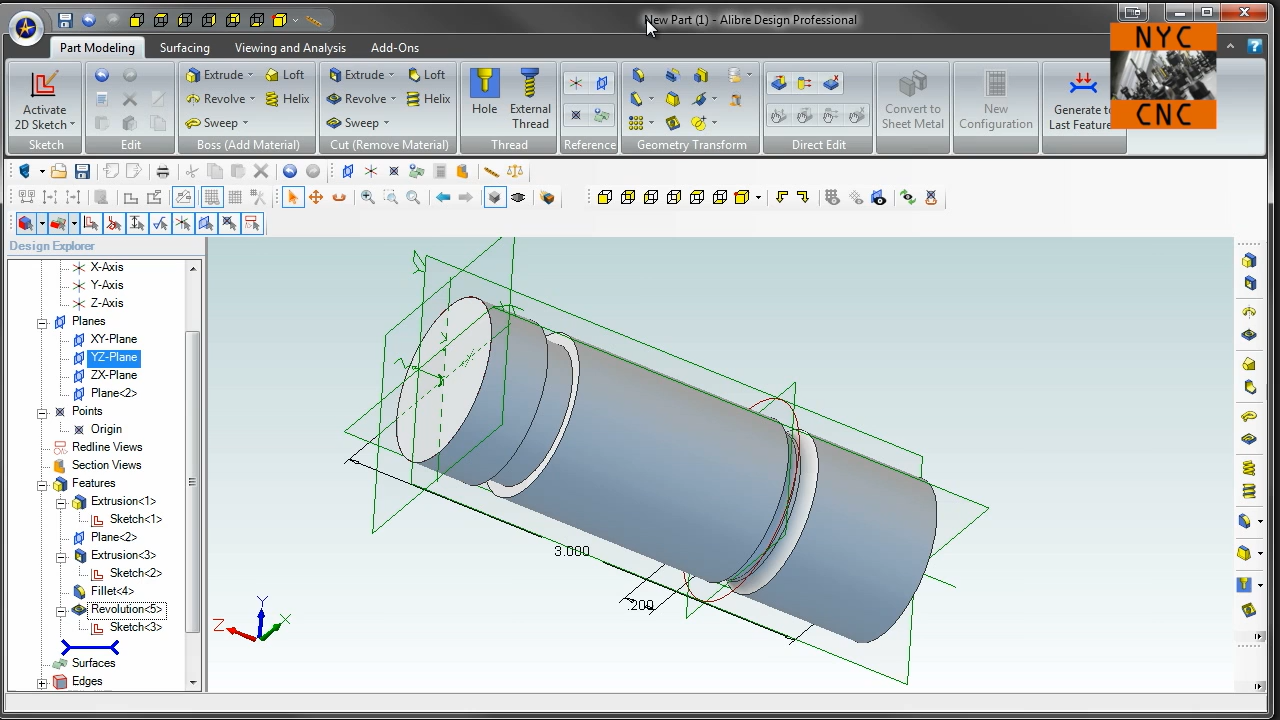 New Part (1) - Alibre Design Professional
NYC
CNC
Part Modeling Surfacing Viewing and Analysis Add-Ons
Activate
2D Sketch
Sketch
Edit
Extrude Loft
Revolve Helix
Sweep
Boss (Add Material)
Extrude Loft
Revolve Helix
Sweep
Cut (Remove Material)
Hole
External
Thread
Thread
Reference
Geometry Transform
Direct Edit
Convert to
Sheet Metal
New
Configuration
Generate to
Last Feature
Design Explorer
X-Axis
Y-Axis
Z-Axis
Planes
XY-Plane
YZ-Plane
ZX-Plane
Plane<2>
Points
Origin
Redline Views
Section Views
Features
Extrusion<1>
Sketch<1>
Plane<2>
Extrusion<3>
Sketch<2>
Fillet<4>
Revolution<5>
Sketch<3>
Surfaces
Edges
3.000
.200
Y
X
Z